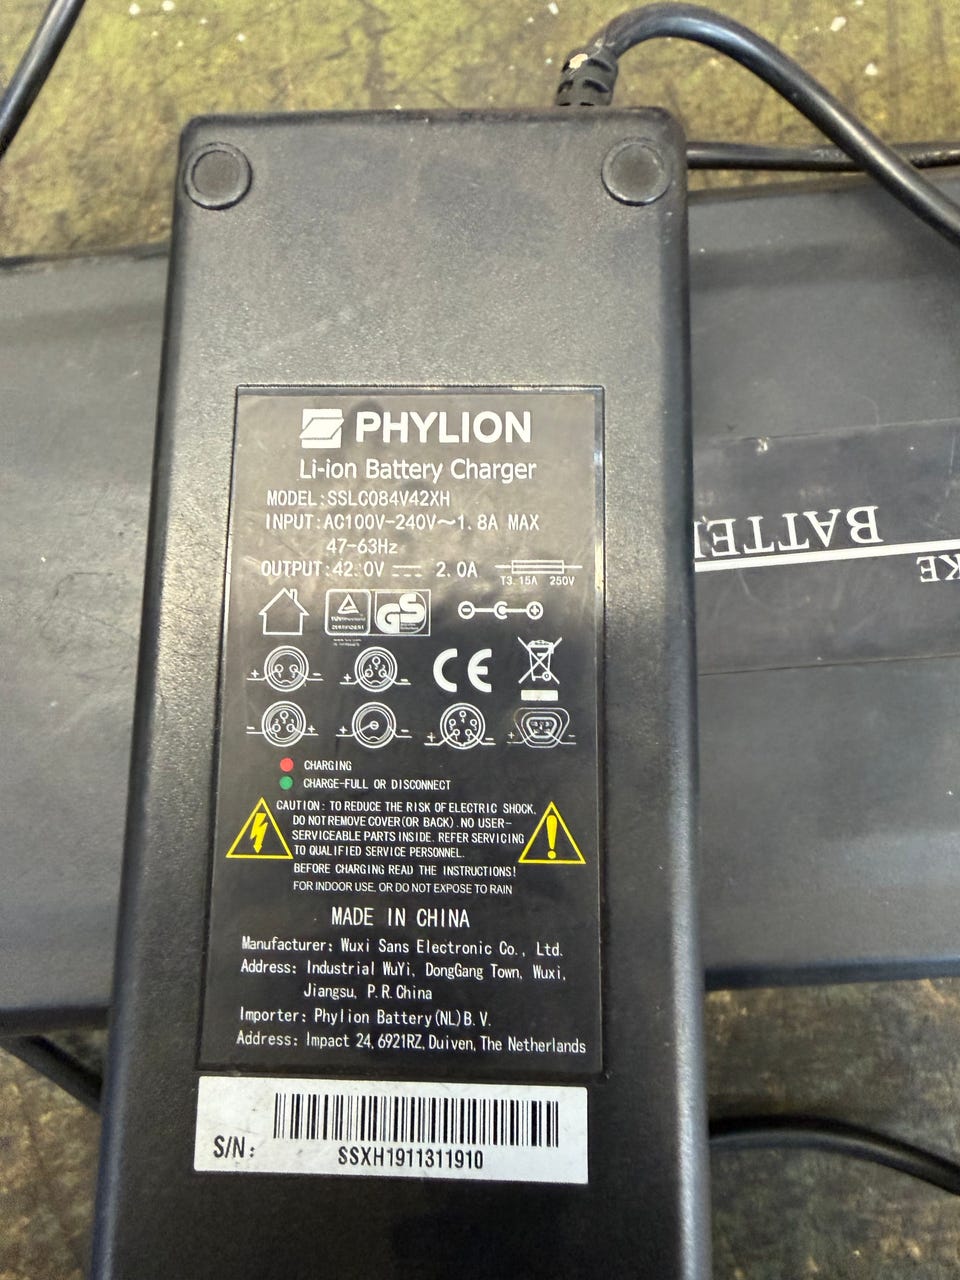 PHYLION
Li-ion Battery Charger
MODEL:SSLC084V42XH
INPUT:AC100V-240V~1.8A MAX
47-63Hz
OUTPUT:42.0V 2.0A
T3.15A 250V
GS
CE
CHARGING
CHARGE-FULL OR DISCONNECT
CAUTION: TO REDUCE THE RISK OF ELECTRIC SHOCK,
DO NOT REMOVE COVER(OR BACK). NO USER-
SERVICEABLE PARTS INSIDE. REFER SERVICING
TO QUALIFIED SERVICE PERSONNEL.
BEFORE CHARGING READ THE INSTRUCTIONS!
FOR INDOOR USE, OR DO NOT EXPOSE TO RAIN
MADE IN CHINA
Manufacturer: Wuxi Sans Electronic Co., Ltd.
Address: Industrial WuYi, DongGang Town, Wuxi,
Jiangsu, P.R.China
Importer: Phylion Battery(NL)B.V.
Address: Impact 24,6921RZ,Duiven,The Netherlands
S/N:
SSXH1911311910